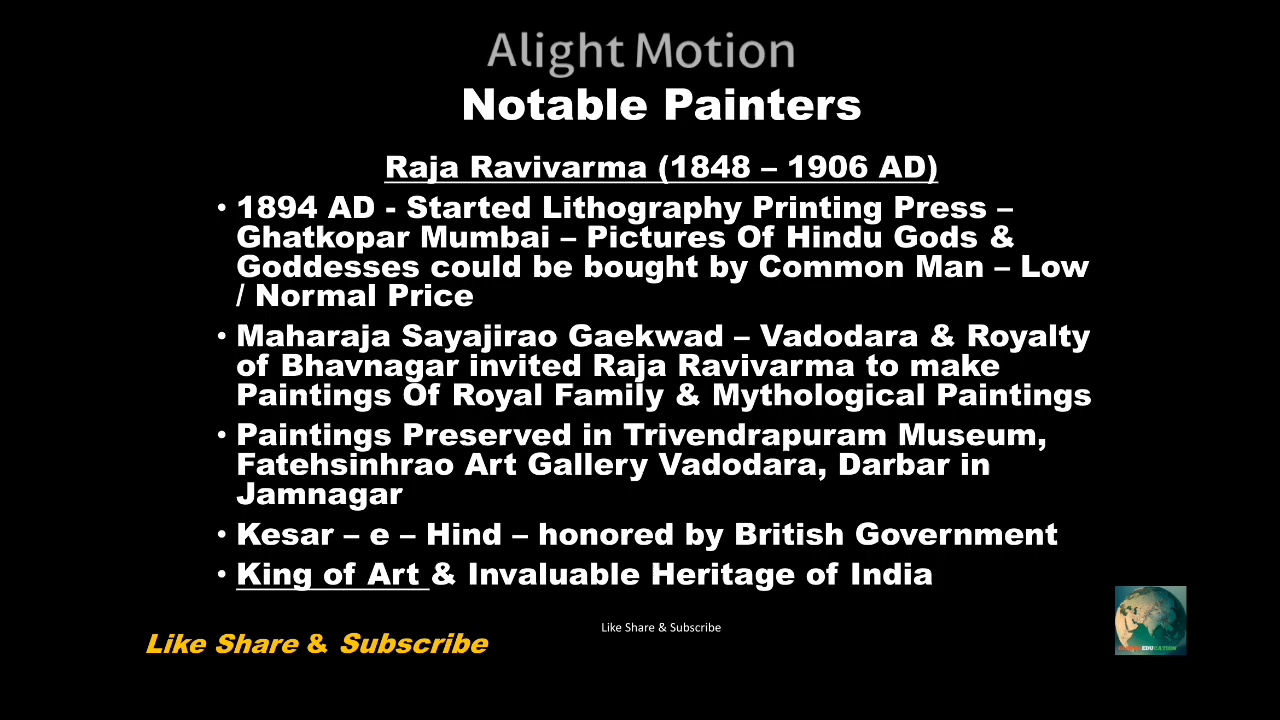 Alight Motion
Notable Painters
Raja Ravivarma (1848 – 1906 AD)
• 1894 AD - Started Lithography Printing Press –
Ghatkopar Mumbai – Pictures Of Hindu Gods &
Goddesses could be bought by Common Man – Low
/ Normal Price
• Maharaja Sayajirao Gaekwad – Vadodara & Royalty
of Bhavnagar invited Raja Ravivarma to make
Paintings Of Royal Family & Mythological Paintings
• Paintings Preserved in Trivendrapuram Museum,
Fatehsinhrao Art Gallery Vadodara, Darbar in
Jamnagar
• Kesar – e – Hind – honored by British Government
• King of Art & Invaluable Heritage of India
Like Share & Subscribe
Like Share & Subscribe
EDUCATION